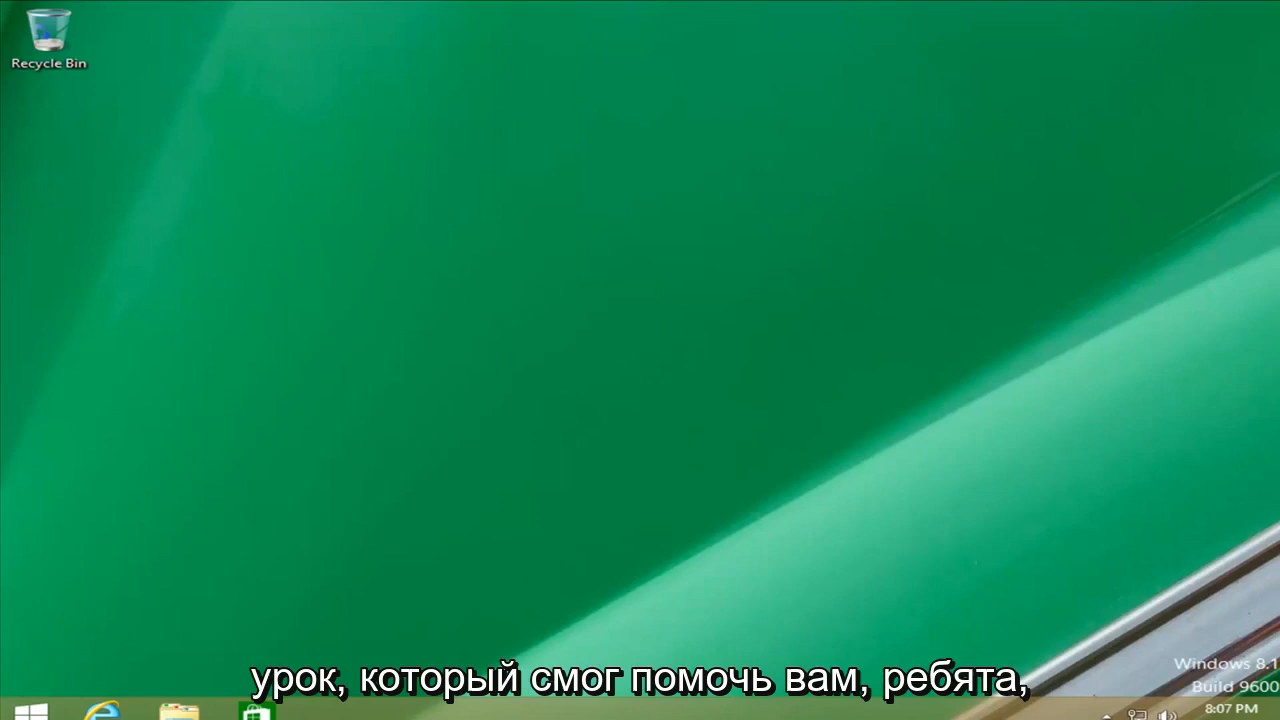 Recycle Bin
урок, который смог помочь вам, ребята,
Windows 8.1
Build 9600
8:07 PM